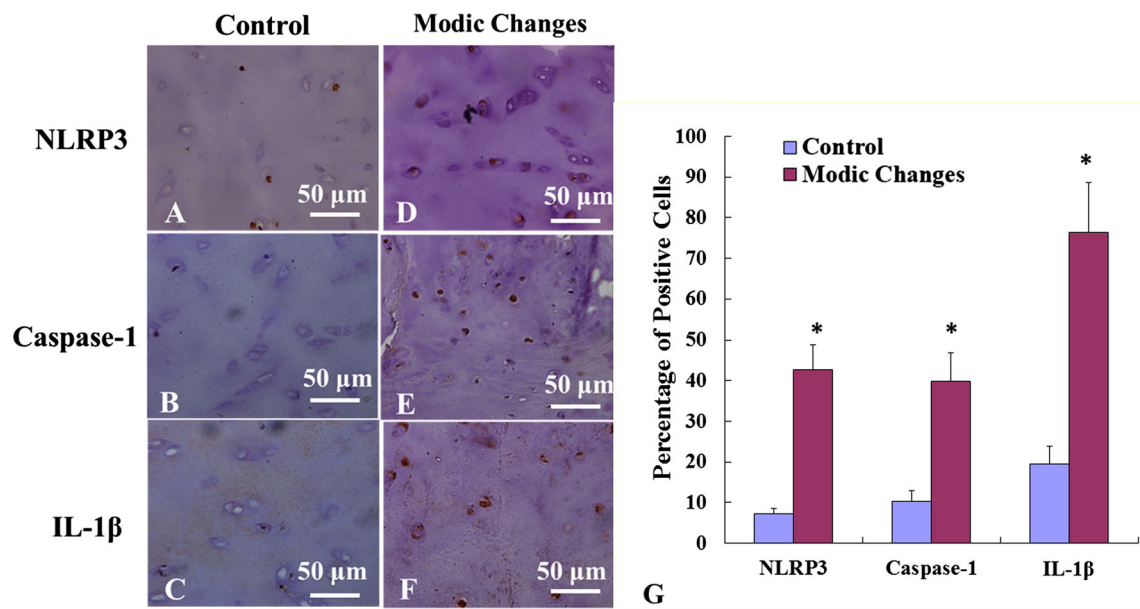 Control
Modic Changes
NLRP3
50 µm
A
50 µm
D
Caspase-1
50 µm
B
50 µm
E
IL-1β
50 µm
C
50 µm
F
Percentage of Positive Cells
100
90
80
70
60
50
40
30
20
10
0
Control
Modic Changes
*
*
*
NLRP3
Caspase-1
IL-1β
G